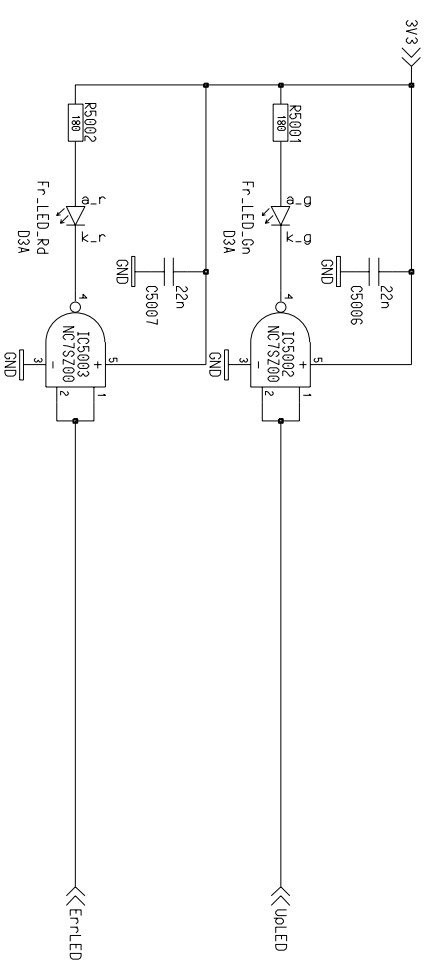 3V3
R5001
180
a_g
k_g
Fr_LED_Gn
D3A
22n
C5006
GND
4
IC5002
NC7SZ00
+
-
5
3
1
2
GND
UpLED
R5002
180
a_r
k_r
Fr_LED_Rd
D3A
22n
C5007
GND
4
IC5003
NC7SZ00
+
-
5
3
1
2
GND
ErrLED